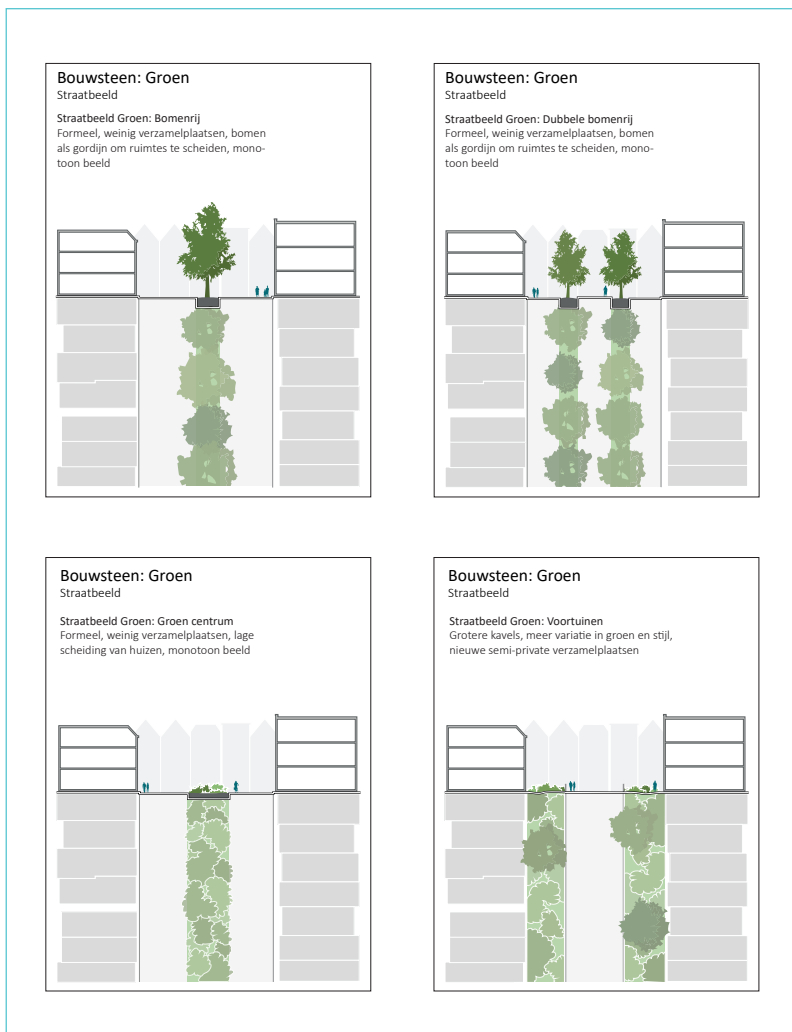 Bouwsteen: Groen
Straatbeeld
Straatbeeld Groen: Bomenrij
Formeel, weinig verzamelplaatsen, bomen
als gordijn om ruimtes te scheiden, mono-
toon beeld
Bouwsteen: Groen
Straatbeeld
Straatbeeld Groen: Dubbele bomenrij
Formeel, weinig verzamelplaatsen, bomen
als gordijn om ruimtes te scheiden, mono-
toon beeld
Bouwsteen: Groen
Straatbeeld
Straatbeeld Groen: Groen centrum
Formeel, weinig verzamelplaatsen, lage
scheiding van huizen, monotoon beeld
Bouwsteen: Groen
Straatbeeld
Straatbeeld Groen: Voortuinen
Grotere kavels, meer variatie in groen en stijl,
nieuwe semi-private verzamelplaatsen